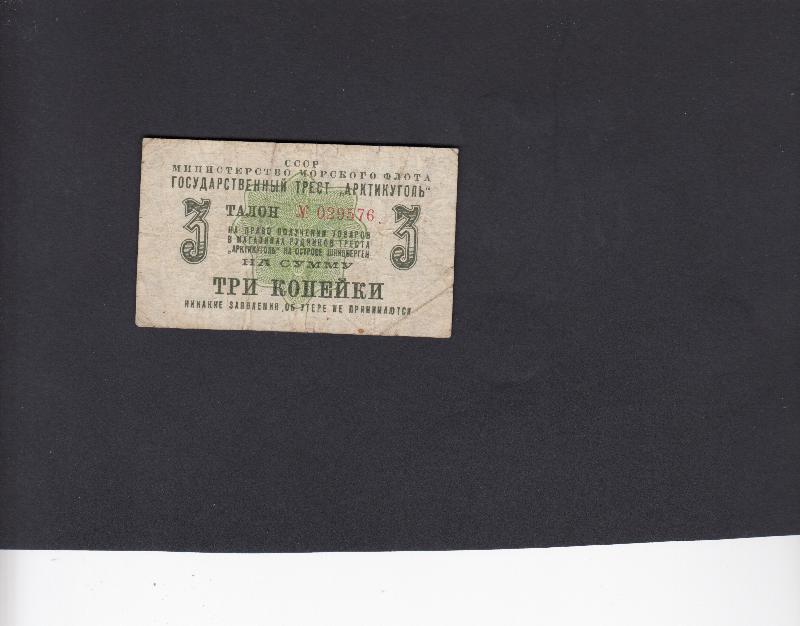 СССР
МИНИСТЕРСТВО МОРСКОГО ФЛОТА
ГОСУДАРСТВЕННЫЙ ТРЕСТ „АРКТИКУГОЛЬ"
3 ТАЛОН № 029576 3
НА ПРАВО ПОЛУЧЕНИЯ ТОВАРОВ
В МАГАЗИНАХ РУДНИКОВ ТРЕСТА
„АРКТИКУГОЛЬ" НА ОСТРОВЕ ШПИЦБЕРГЕН
НА СУММУ
ТРИ КОПЕЙКИ
НИКАКИЕ ЗАЯВЛЕНИЯ ОБ УТЕРЕ НЕ ПРИНИМАЮТСЯ